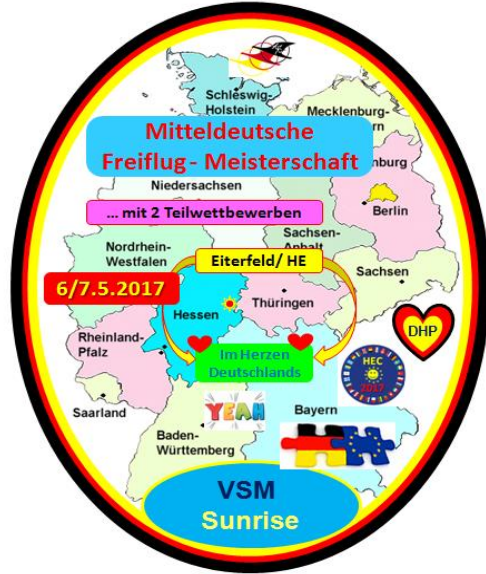 Schleswig-
Holstein
Mecklenburg-
rn
Mitteldeutsche
Freiflug - Meisterschaft
nburg
Niedersachsen
Berlin
... mit 2 Teilwettbewerben
Sachsen-
Anhalt
Nordrhein-
Westfalen
Eiterfeld/ HE
Sachsen
6/7.5.2017
Hessen
Thüringen
DHP
Rheinland-
Pfalz
Im Herzen
Deutschlands
HEC
2017
Saarland
YEAH
Bayern
Baden-
Württemberg
VSM
Sunrise